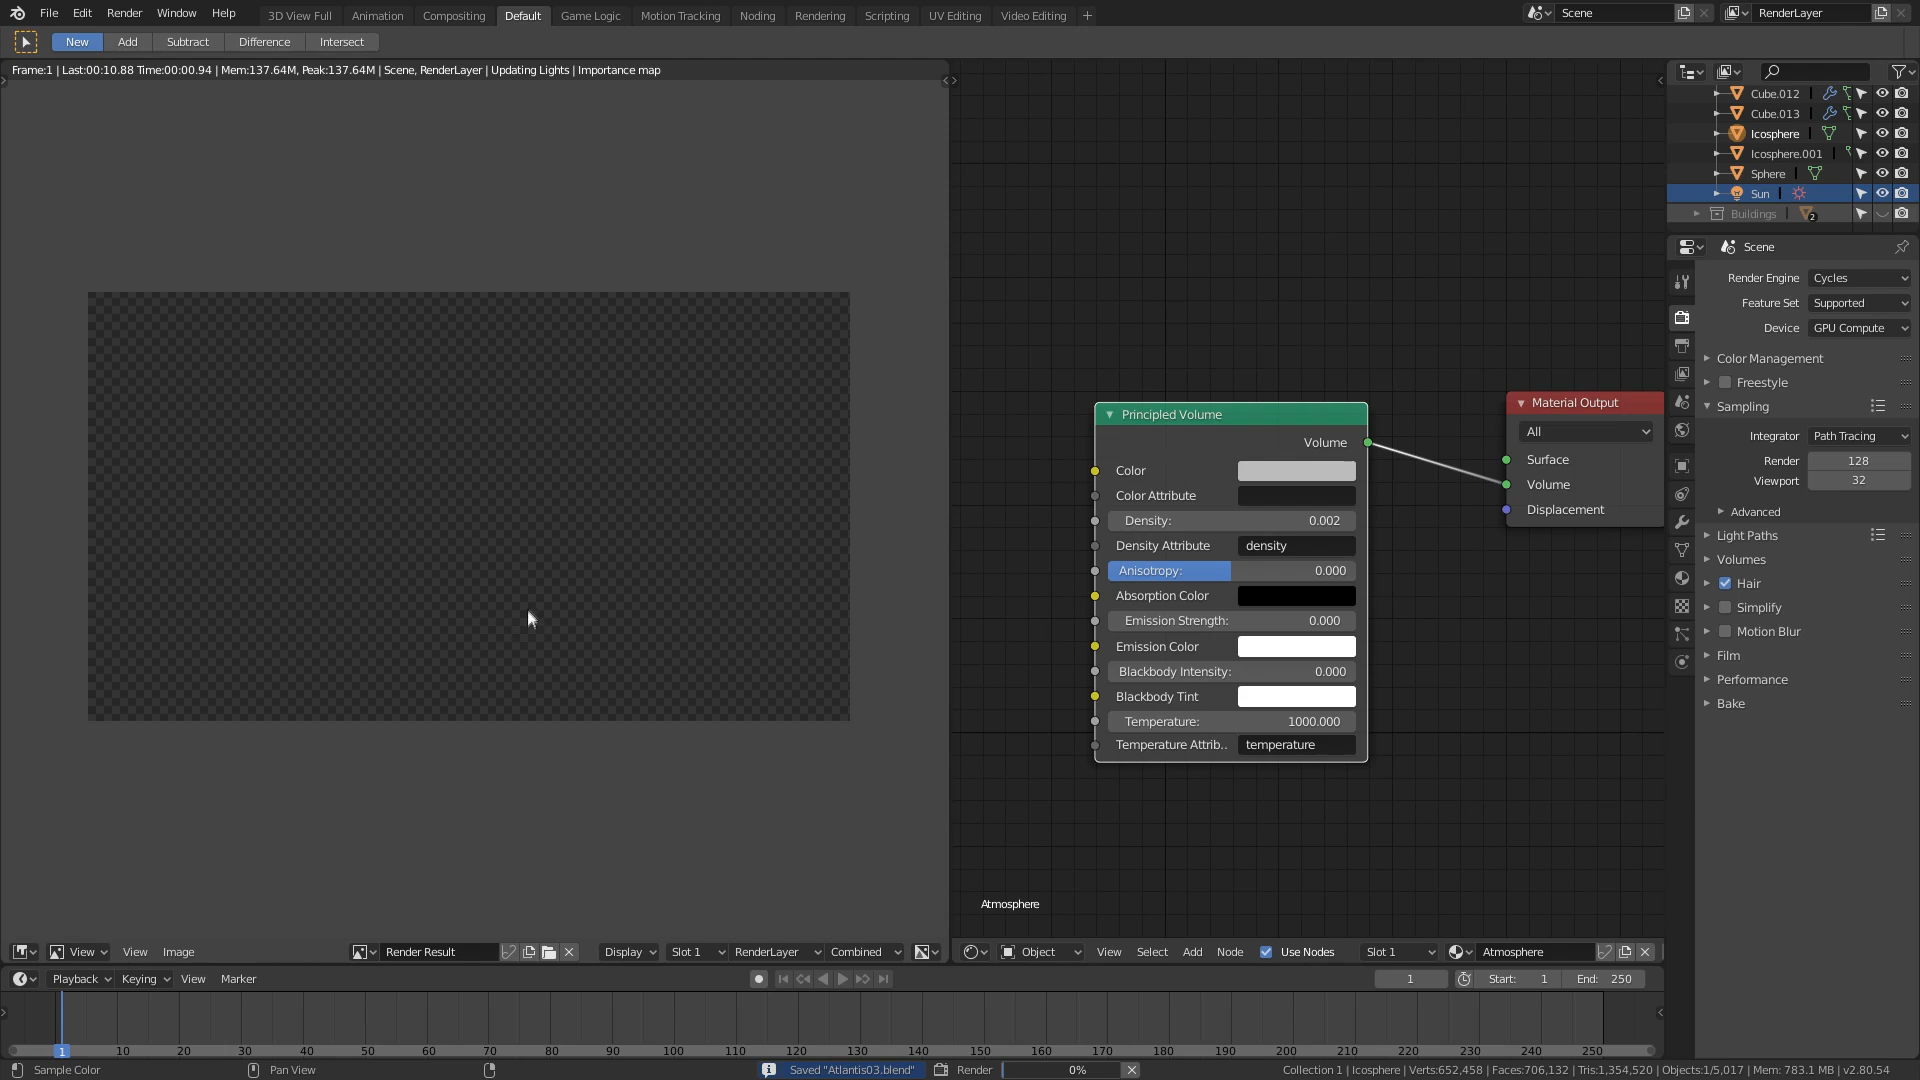 File Edit Render Window Help 3D View Full Animation Compositing Default Game Logic Motion Tracking Noding Rendering Scripting UV Editing Video Editing + Scene RenderLayer
New Add Subtract Difference Intersect
Frame:1 | Last:00:10.88 Time:00:00.94 | Mem:137.64M, Peak:137.64M | Scene, RenderLayer | Updating Lights | Importance map
Cube.012
Cube.013
Icosphere
Icosphere.001
Sphere
Sun
Buildings 2
Scene
Render Engine Cycles
Feature Set Supported
Device GPU Compute
Color Management
Freestyle
Sampling
Integrator Path Tracing
Render 128
Viewport 32
Advanced
Light Paths
Volumes
Hair
Simplify
Motion Blur
Film
Performance
Bake
Principled Volume
Volume
Color
Color Attribute
Density: 0.002
Density Attribute density
Anisotropy: 0.000
Absorption Color
Emission Strength: 0.000
Emission Color
Blackbody Intensity: 0.000
Blackbody Tint
Temperature: 1000.000
Temperature Attrib.. temperature
Material Output
All
Surface
Volume
Displacement
Atmosphere
View View Image Render Result Display Slot 1 RenderLayer Combined
Object View Select Add Node Use Nodes Slot 1 Atmosphere
Playback Keying View Marker 1 Start: 1 End: 250
1 10 20 30 40 50 60 70 80 90 100 110 120 130 140 150 160 170 180 190 200 210 220 230 240 250
Sample Color Pan View Saved "Atlantis03.blend" Render 0% Collection 1 | Icosphere | Verts:652,458 | Faces:706,132 | Tris:1,354,520 | Objects:1/5,017 | Mem: 783.1 MB | v2.80.54